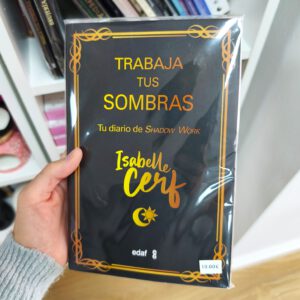 TRABAJA
TUS
SOMBRAS
Tu diario de SHADOW WORK
Isabelle
Cerf
edaf